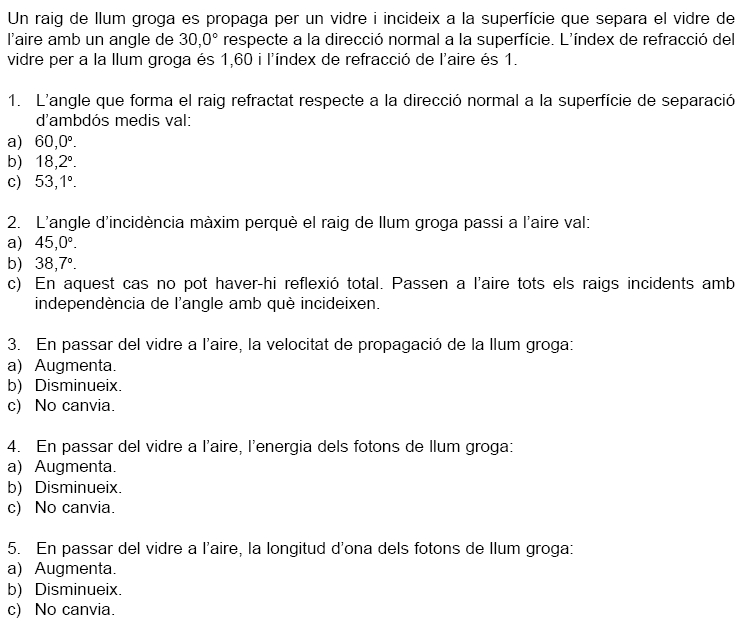 Un raig de llum groga es propaga per un vidre i incideix a la superfície que separa el vidre de
l'aire amb un angle de 30,0° respecte a la direcció normal a la superfície. L'índex de refracció del
vidre per a la llum groga és 1,60 i l'índex de refracció de l'aire és 1.
1. L'angle que forma el raig refractat respecte a la direcció normal a la superfície de separació
d'ambdós medis val:
a) 60,0º.
b) 18,2º.
c) 53,1º.
2. L'angle d'incidència màxim perquè el raig de llum groga passi a l'aire val:
a) 45,0º.
b) 38,7º.
c) En aquest cas no pot haver-hi reflexió total. Passen a l'aire tots els raigs incidents amb
independència de l'angle amb què incideixen.
3. En passar del vidre a l'aire, la velocitat de propagació de la llum groga:
a) Augmenta.
b) Disminueix.
c) No canvia.
4. En passar del vidre a l'aire, l'energia dels fotons de llum groga:
a) Augmenta.
b) Disminueix.
c) No canvia.
5. En passar del vidre a l'aire, la longitud d'ona dels fotons de llum groga:
a) Augmenta.
b) Disminueix.
c) No canvia.